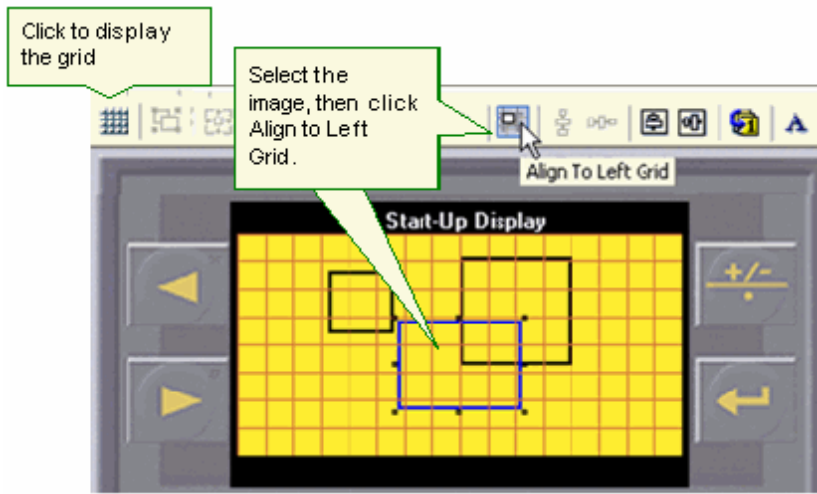 Click to display
the grid
Select the
image, then click
Align to Left
Grid.
1
A
Align To Left Grid
Start-Up Display
+/-
.